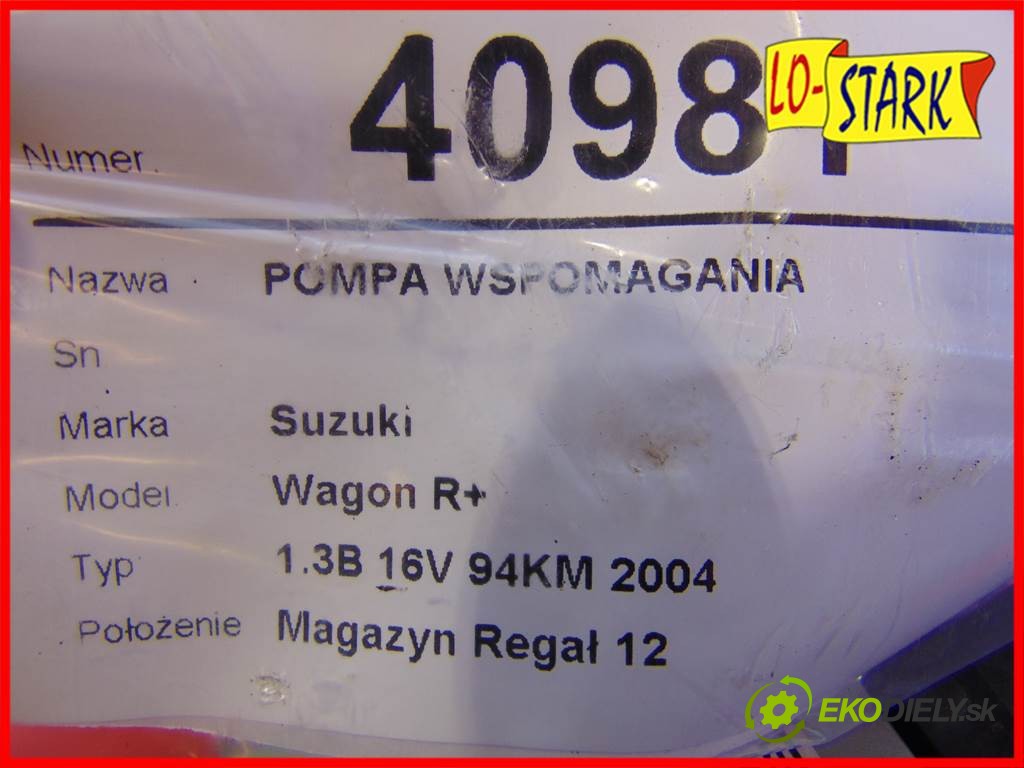 Numer. 4098
LO-STARK
Nazwa POMPA WSPOMAGANIA
Sn
Marka Suzuki
Model Wagon R+
Typ 1.3B 16V 94KM 2004
Położenie Magazyn Regał 12
EKODIELY.sk